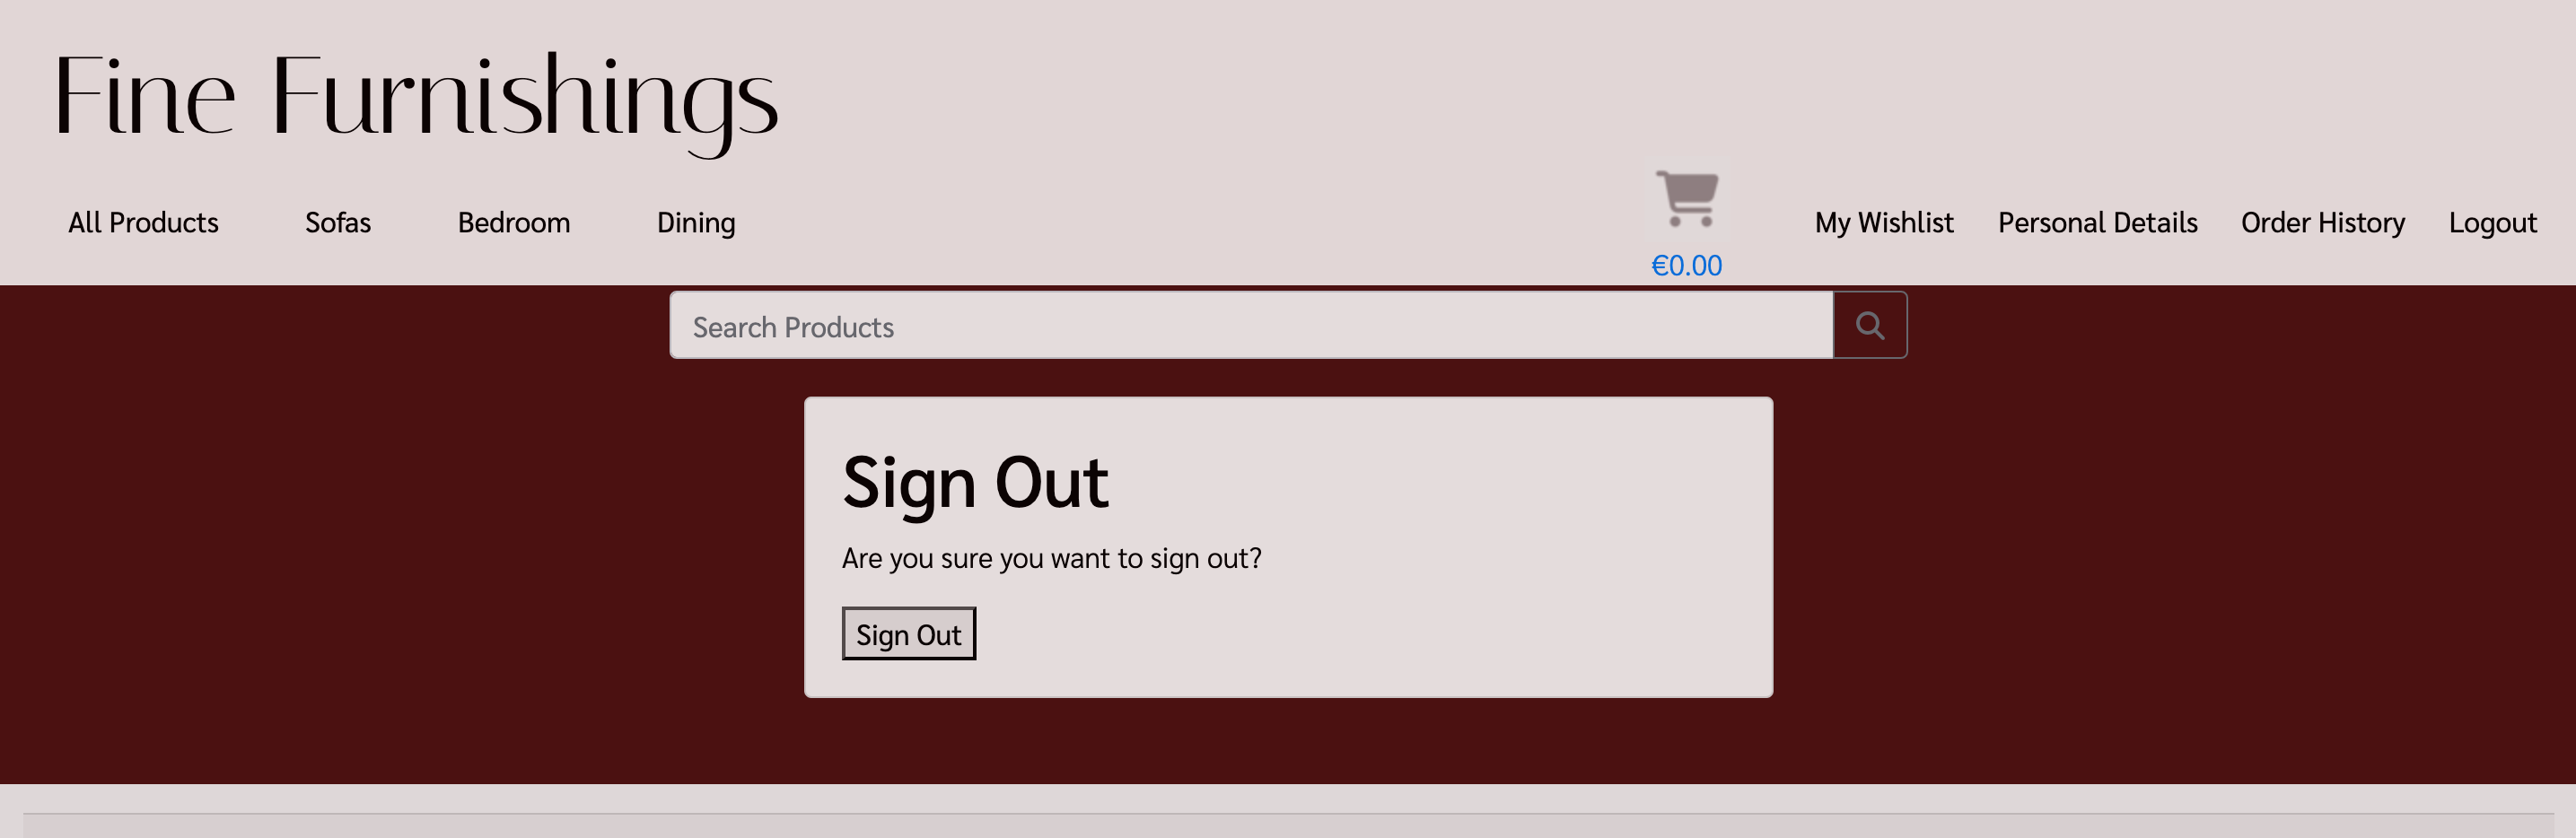 Fine Furnishings
All Products Sofas Bedroom Dining My Wishlist Personal Details Order History Logout
€0.00
Search Products
Sign Out
Are you sure you want to sign out?
Sign Out